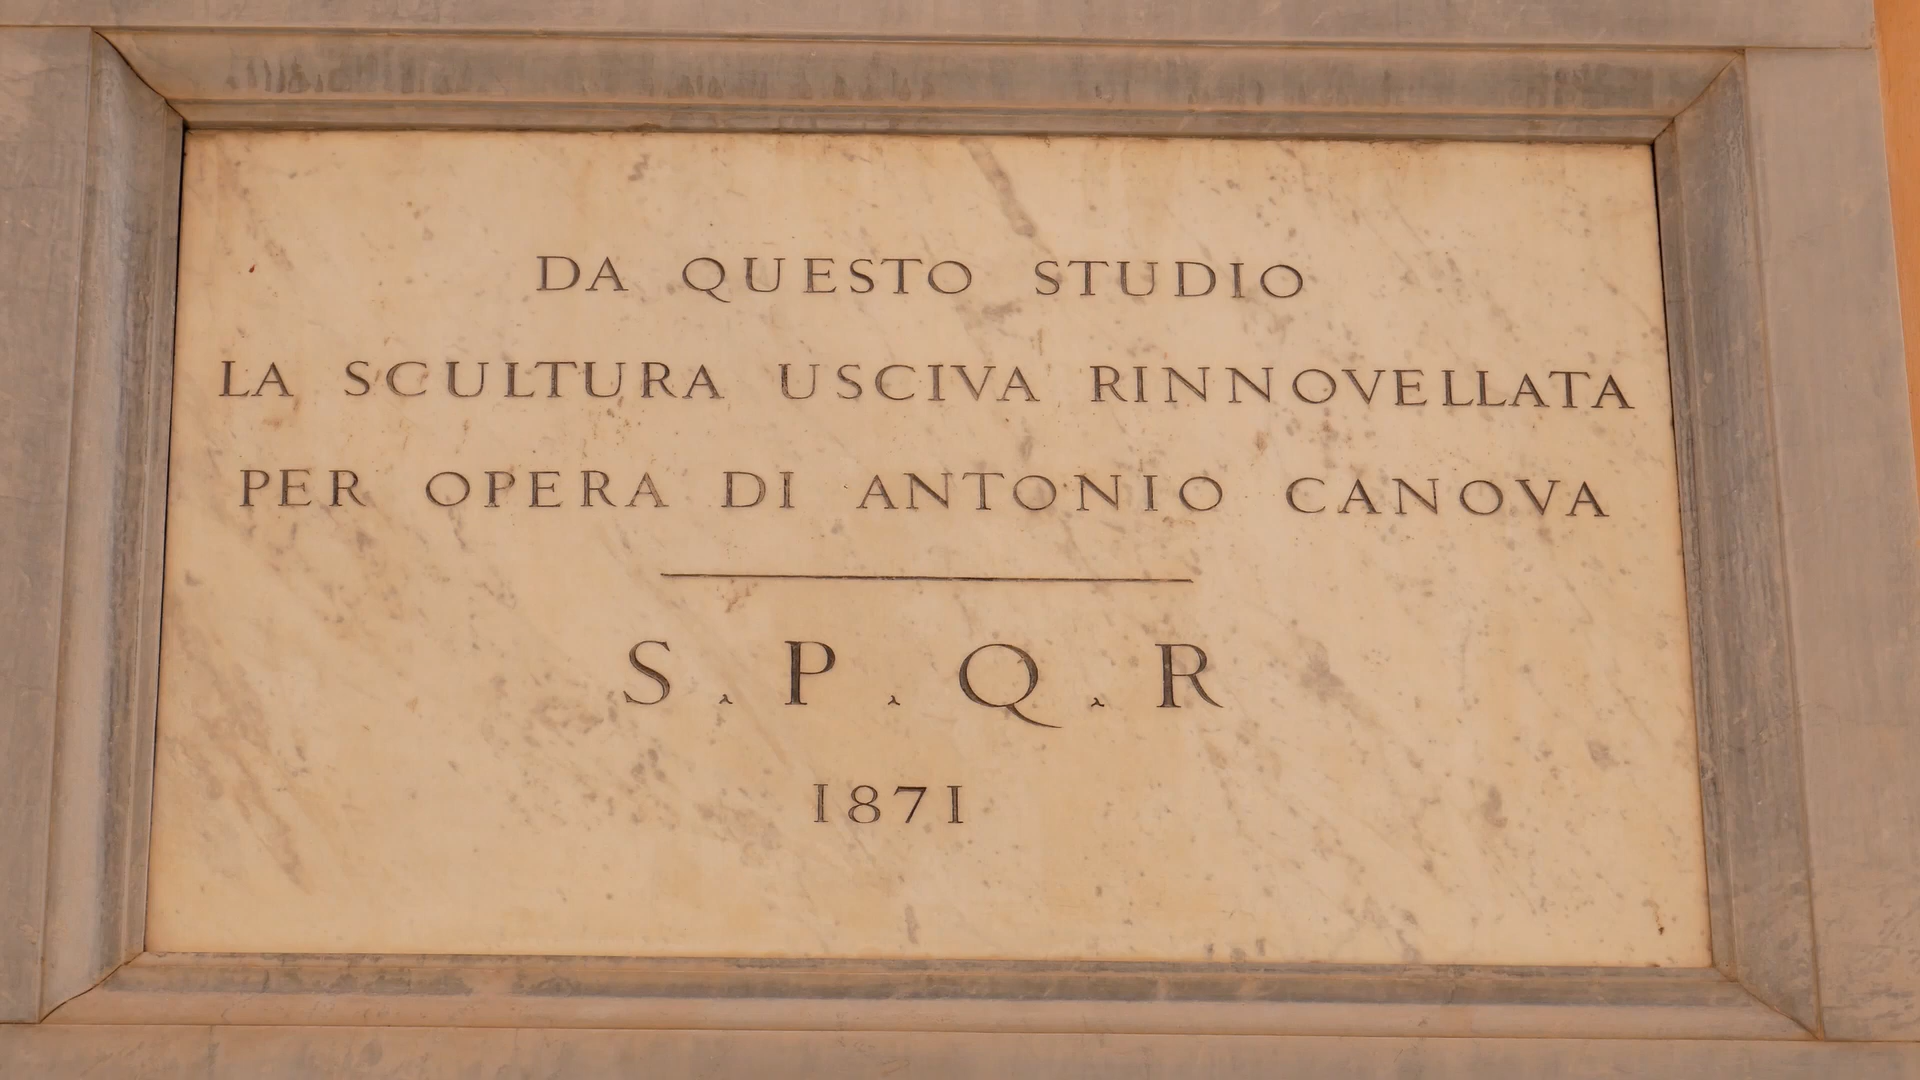 DA QUESTO STUDIO
LA SCULTURA USCIVA RINNOVELLATA
PER OPERA DI ANTONIO CANOVA
S.P.Q.R
1871